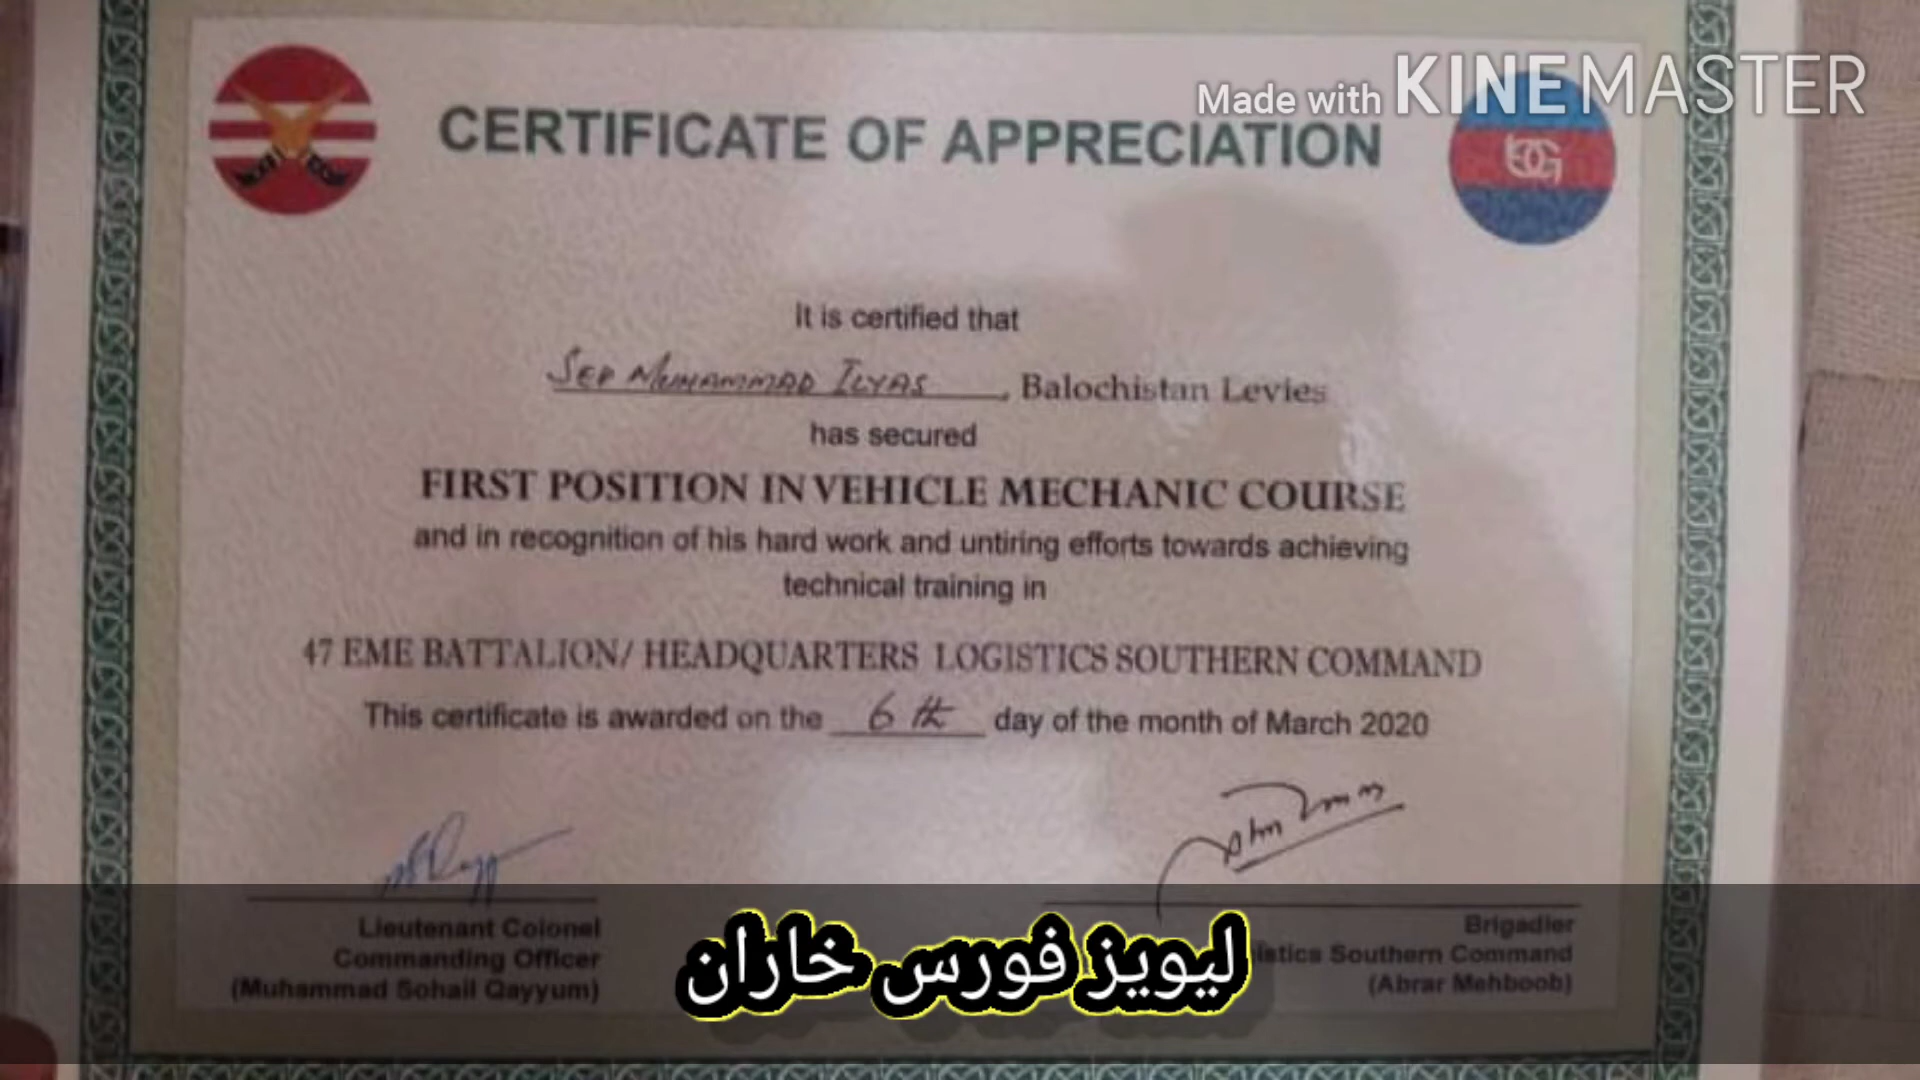 Made with KINEMASTER
CERTIFICATE OF APPRECIATION
It is certified that
SEP MUHAMMAD ILYAS, Balochistan Levies
has secured
FIRST POSITION IN VEHICLE MECHANIC COURSE
and in recognition of his hard work and untiring efforts towards achieving
technical training in
47 EME BATTALION/ HEADQUARTERS LOGISTICS SOUTHERN COMMAND
This certificate is awarded on the 6th day of the month of March 2020
Lieutenant Colonel
Commanding Officer
(Muhammad Sohail Qayyum)
Brigadier
Southern Command
(Abrar Mehboob)
لیویز فورس خاران